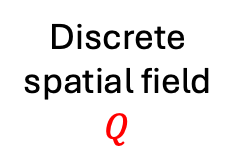 Discrete
spatial field
Q